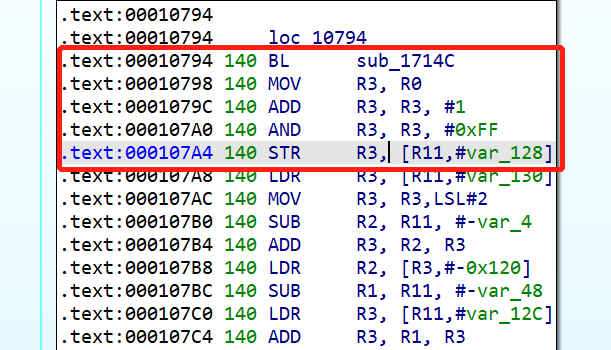 .text:00010794
.text:00010794 loc_10794
.text:00010794 140 BL sub_1714C
.text:00010798 140 MOV R3, R0
.text:0001079C 140 ADD R3, R3, #1
.text:000107A0 140 AND R3, R3, #0xFF
.text:000107A4 140 STR R3, [R11,#var_128]
.text:000107A8 140 LDR R3, [R11,#var_130]
.text:000107AC 140 MOV R3, R3,LSL#2
.text:000107B0 140 SUB R2, R11, #-var_4
.text:000107B4 140 ADD R3, R2, R3
.text:000107B8 140 LDR R2, [R3,#-0x120]
.text:000107BC 140 SUB R1, R11, #-var_48
.text:000107C0 140 LDR R3, [R11,#var_12C]
.text:000107C4 140 ADD R3, R1, R3